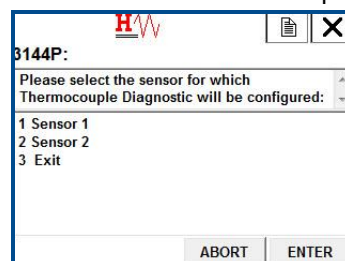 H
3144P:
Please select the sensor for which
Thermocouple Diagnostic will be configured:
1 Sensor 1
2 Sensor 2
3 Exit
ABORT ENTER